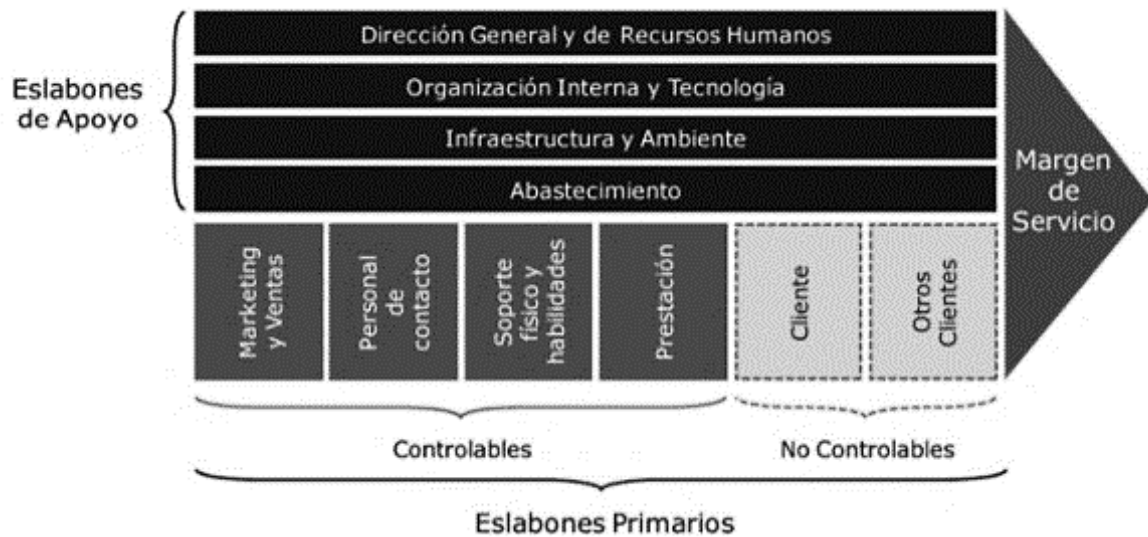 Dirección General y de Recursos Humanos
Organización Interna y Tecnología
Infraestructura y Ambiente
Abastecimiento
Eslabones
de Apoyo
Margen
de
Servicio
Marketing
y Ventas
Personal
de
contacto
Soporte
físico y
habilidades
Prestación
Cliente
Otros
Clientes
Controlables
No Controlables
Eslabones Primarios